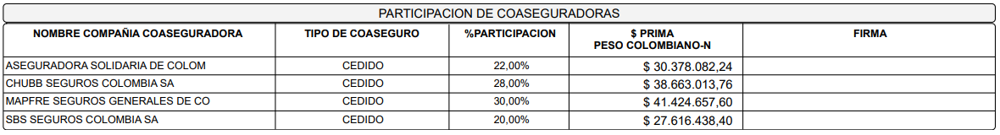 PARTICIPACION DE COASEGURADORAS
NOMBRE COMPAÑIA COASEGURADORA TIPO DE COASEGURO %PARTICIPACION $ PRIMA FIRMA
PESO COLOMBIANO-N
ASEGURADORA SOLIDARIA DE COLOM CEDIDO 22,00% $ 30.378.082,24
CHUBB SEGUROS COLOMBIA SA CEDIDO 28,00% $ 38.663.013,76
MAPFRE SEGUROS GENERALES DE CO CEDIDO 30,00% $ 41.424.657,60
SBS SEGUROS COLOMBIA SA CEDIDO 20,00% $ 27.616.438,40